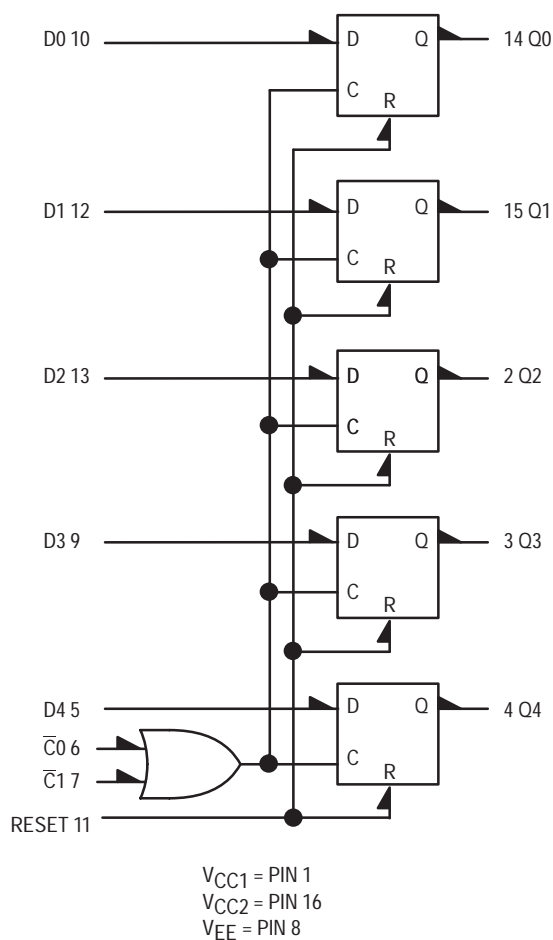 D0 10 D Q 14 Q0
C
R
D1 12 D Q 15 Q1
C
R
D2 13 D Q 2 Q2
C
R
D3 9 D Q 3 Q3
C
R
D4 5 D Q 4 Q4
C̅0 6
C
C̅1 7
R
RESET 11
VCC1 = PIN 1
VCC2 = PIN 16
VEE = PIN 8